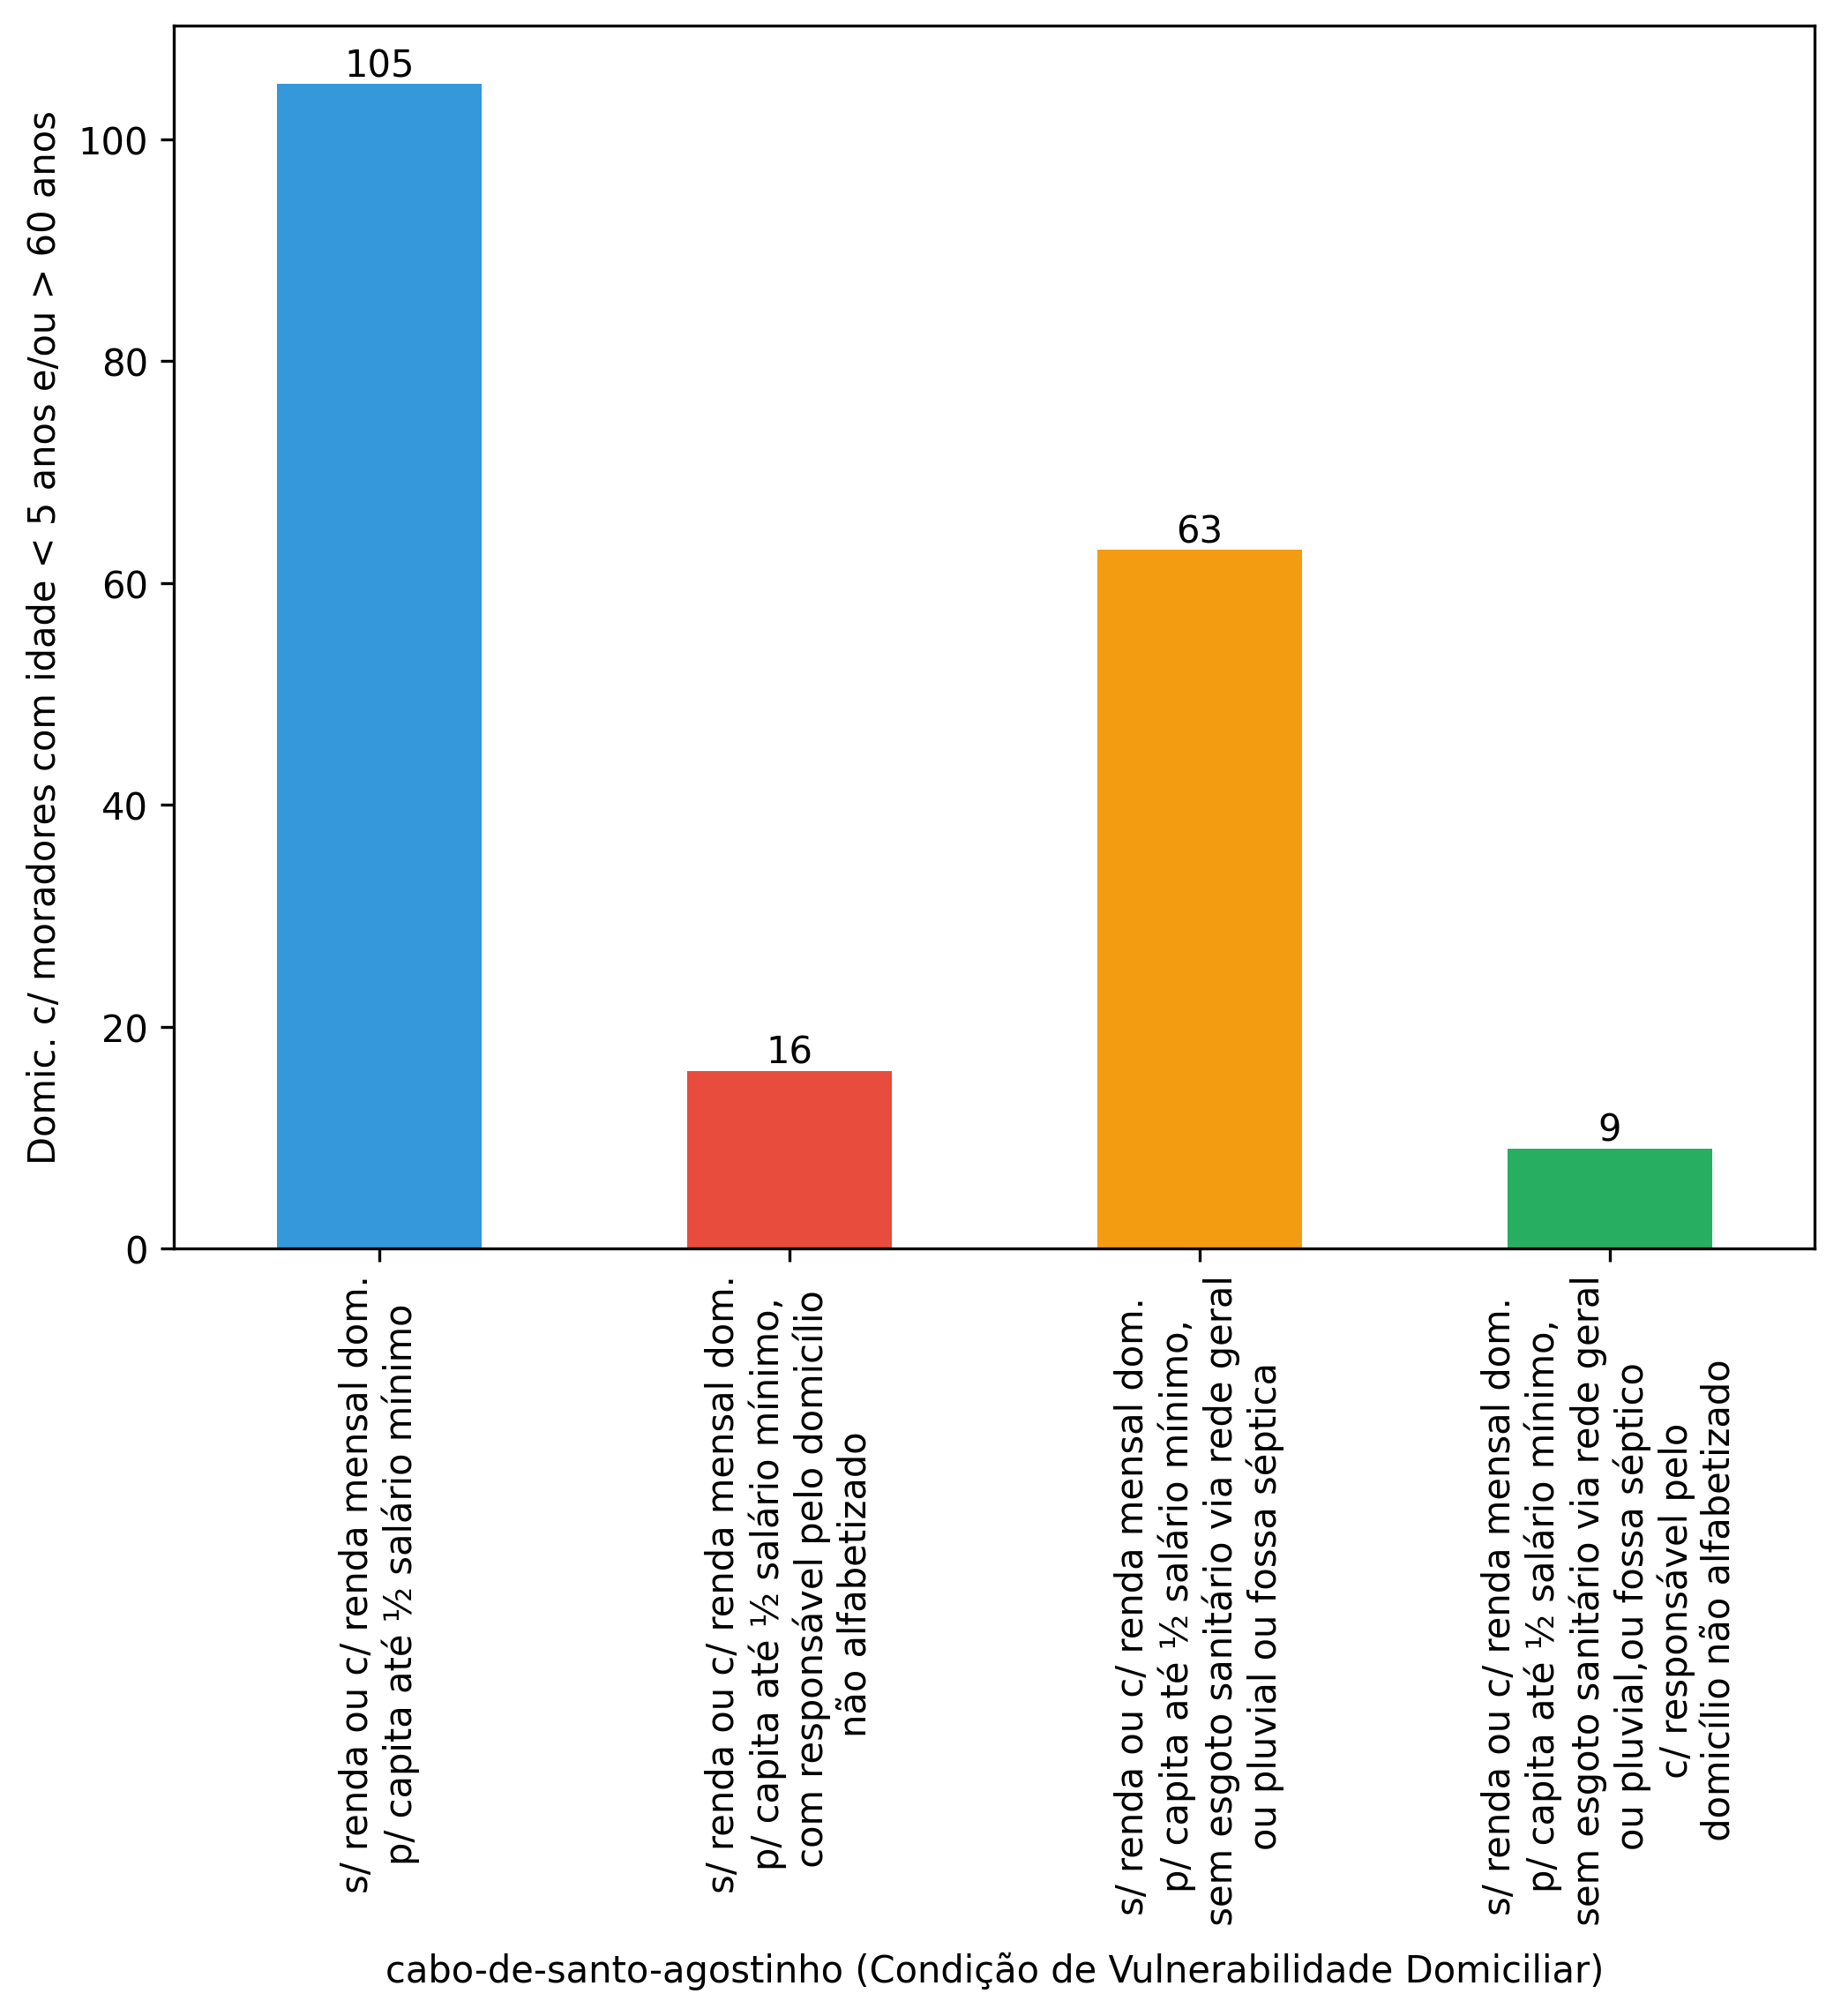 Domic. c/ moradores com idade < 5 anos e/ou > 60 anos
100
80
60
40
20
0
105
16
63
9
s/ renda ou c/ renda mensal dom.
p/ capita até ½ salário mínimo
s/ renda ou c/ renda mensal dom.
p/ capita até ½ salário mínimo,
com responsável pelo domicílio
não alfabetizado
s/ renda ou c/ renda mensal dom.
p/ capita até ½ salário mínimo,
sem esgoto sanitário via rede geral
ou pluvial ou fossa séptica
s/ renda ou c/ renda mensal dom.
p/ capita até ½ salário mínimo,
sem esgoto sanitário via rede geral
ou pluvial,ou fossa séptico
c/ responsável pelo
domicílio não alfabetizado
cabo-de-santo-agostinho (Condição de Vulnerabilidade Domiciliar)